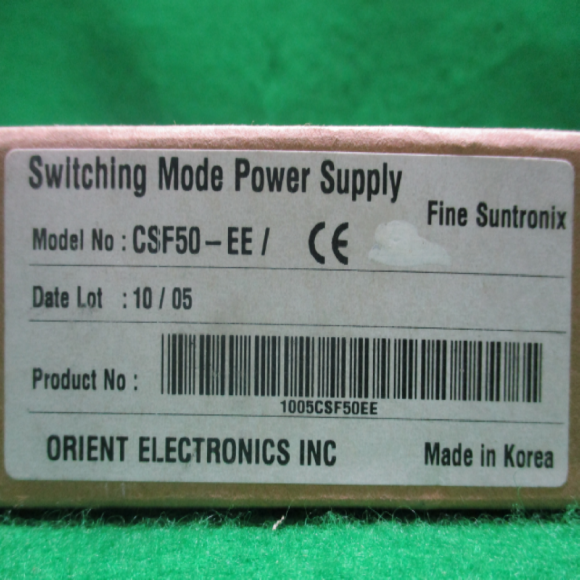 Switching Mode Power Supply
Fine Suntronix
Model No : CSF50-EE / CE
Date Lot : 10 / 05
Product No :
1005CSF50EE
ORIENT ELECTRONICS INC
Made in Korea